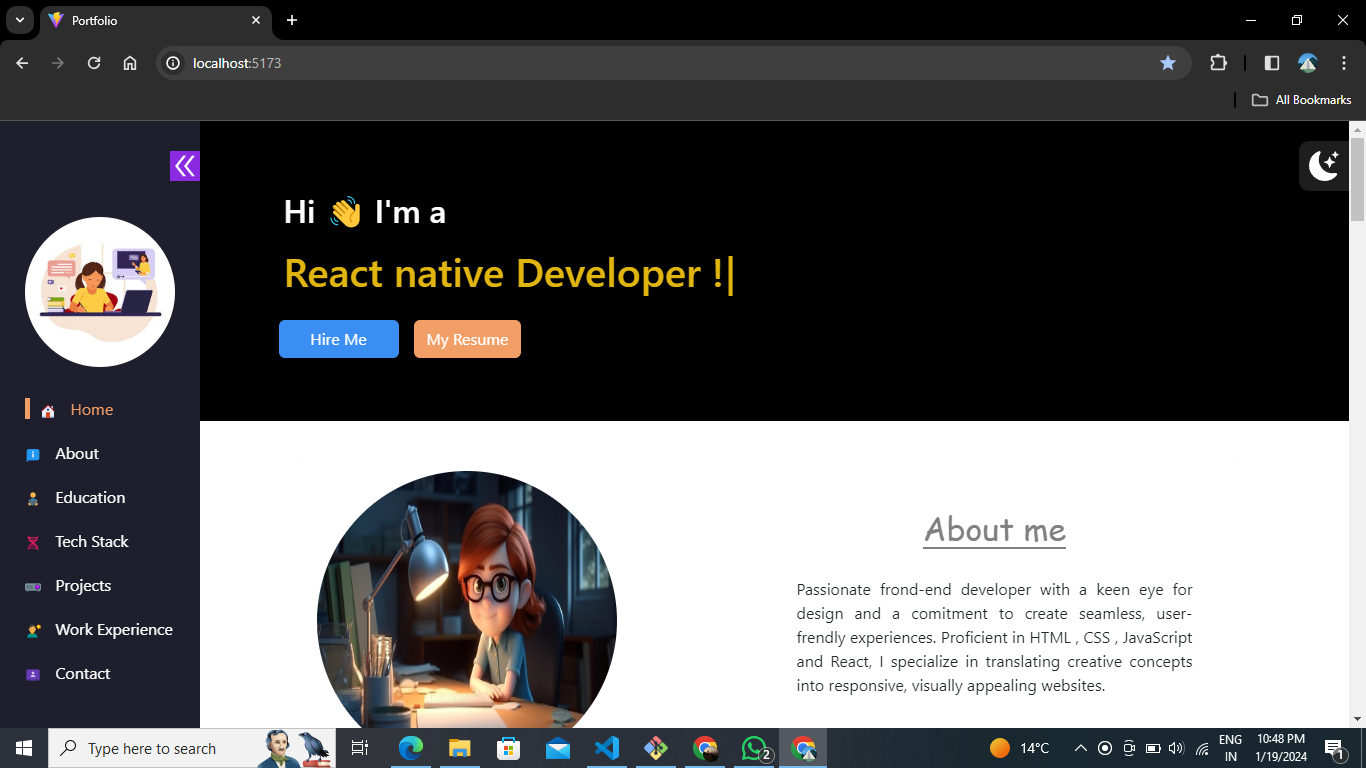 Portfolio
localhost:5173
All Bookmarks
Hi 👋 I'm a
React native Developer !|
Hire Me
My Resume
Home
About
Education
Tech Stack
Projects
Work Experience
Contact
About me
Passionate frond-end developer with a keen eye for
design and a comitment to create seamless, user-
frendly experiences. Proficient in HTML , CSS , JavaScript
and React, I specialize in translating creative concepts
into responsive, visually appealing websites.
Type here to search
2
14°C
ENG
IN
10:48 PM
1/19/2024
1